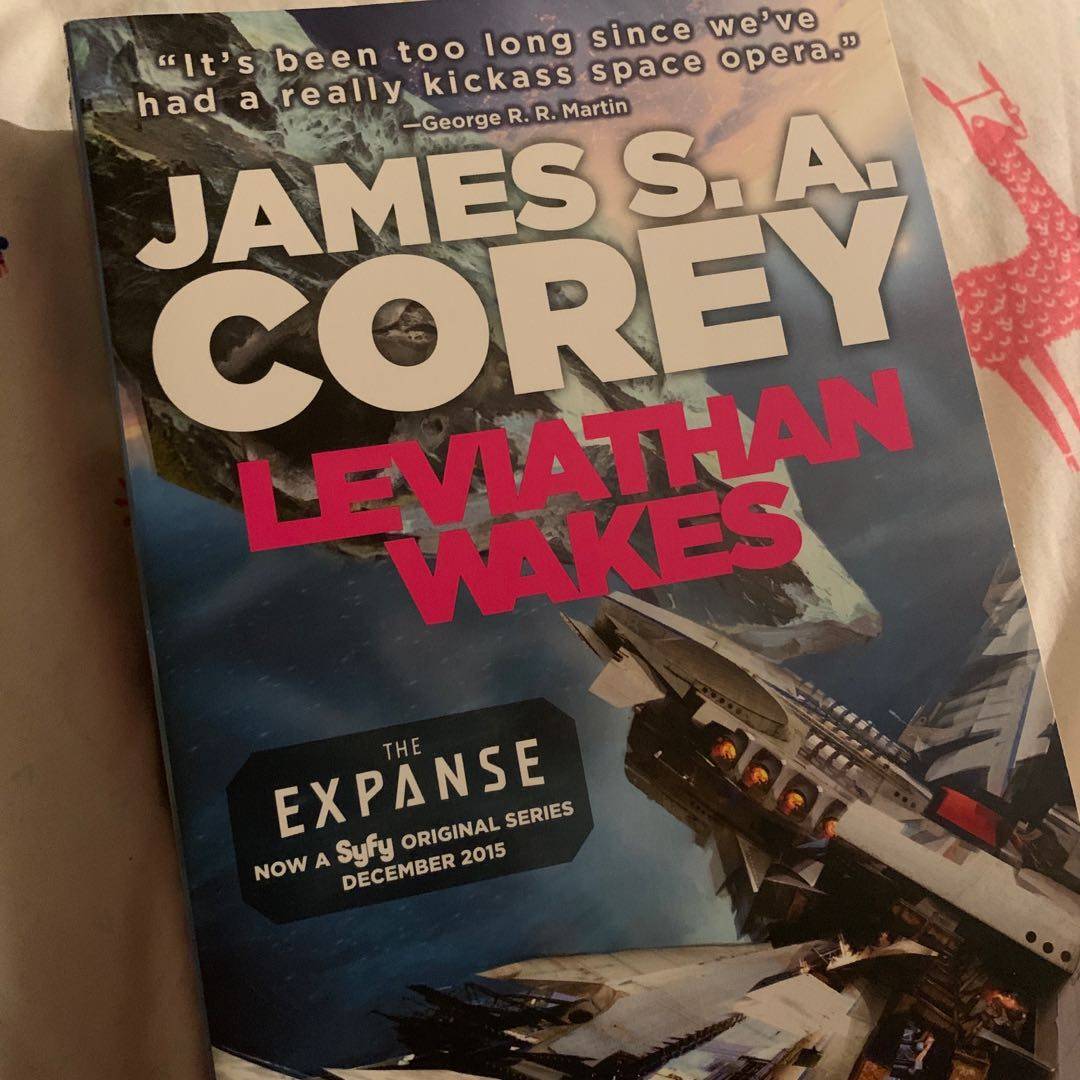 “It’s been too long since we’ve
had a really kickass space opera.”
—George R. R. Martin
JAMES S. A.
COREY
LEVIATHAN
WAKES
THE
EXPANSE
NOW A Syfy ORIGINAL SERIES
DECEMBER 2015